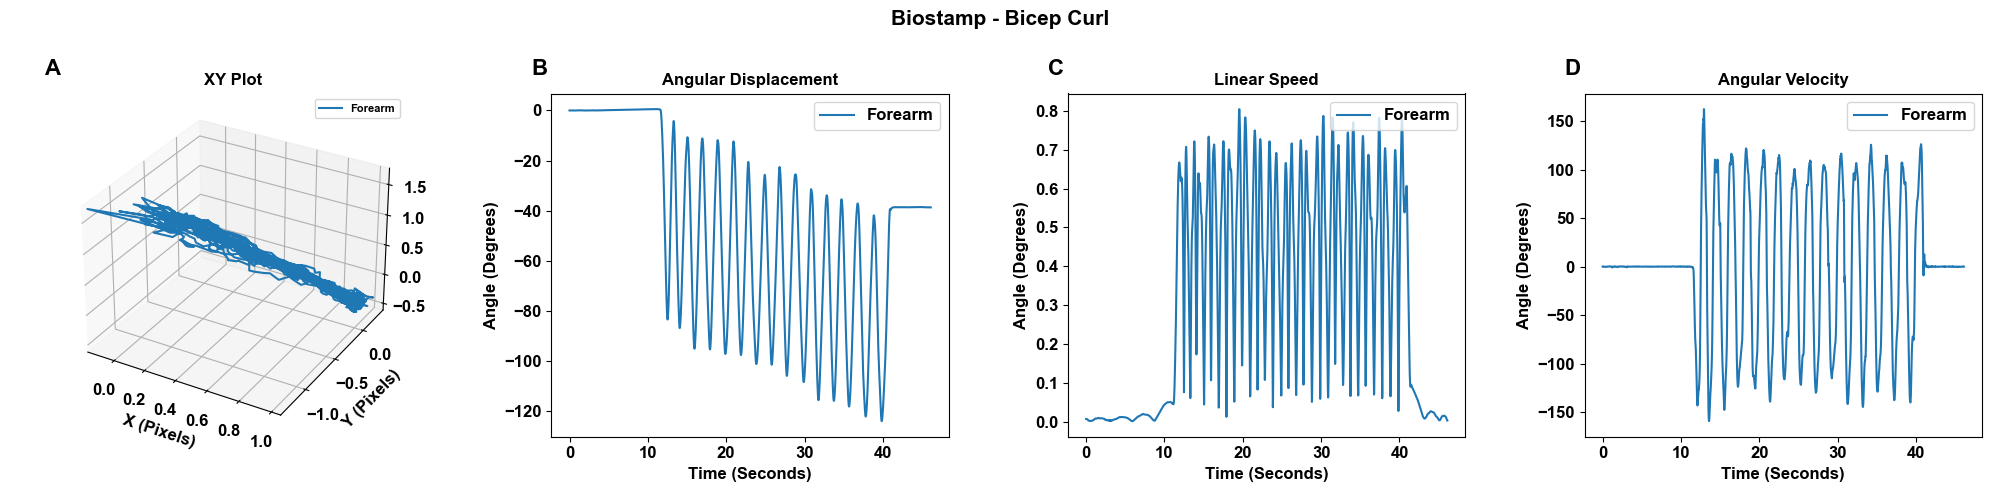 Biostamp - Bicep Curl
A
XY Plot
Forearm
1.5
1.0
0.5
0.0
−0.5
0.0
−0.5
−1.0
Y (Pixels)
0.0
0.2
0.4
0.6
0.8
1.0
X (Pixels)
B
Angular Displacement
Forearm
0
−20
−40
−60
−80
−100
−120
Angle (Degrees)
0 10 20 30 40
Time (Seconds)
C
Linear Speed
Forearm
0.8
0.7
0.6
0.5
0.4
0.3
0.2
0.1
0.0
Angle (Degrees)
0 10 20 30 40
Time (Seconds)
D
Angular Velocity
Forearm
150
100
50
0
−50
−100
−150
Angle (Degrees)
0 10 20 30 40
Time (Seconds)